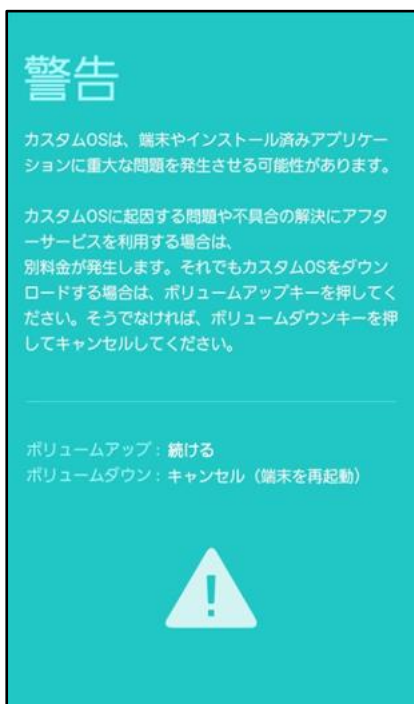 警告
カスタムOSは、端末やインストール済みアプリケー
ションに重大な問題を発生させる可能性があります。
カスタムOSに起因する問題や不具合の解決にアフタ
ーサービスを利用する場合は、
別料金が発生します。それでもカスタムOSをダウン
ロードする場合は、ボリュームアップキーを押してく
ださい。そうでなければ、ボリュームダウンキーを押
してキャンセルしてください。
ボリュームアップ : 続ける
ボリュームダウン : キャンセル（端末を再起動）